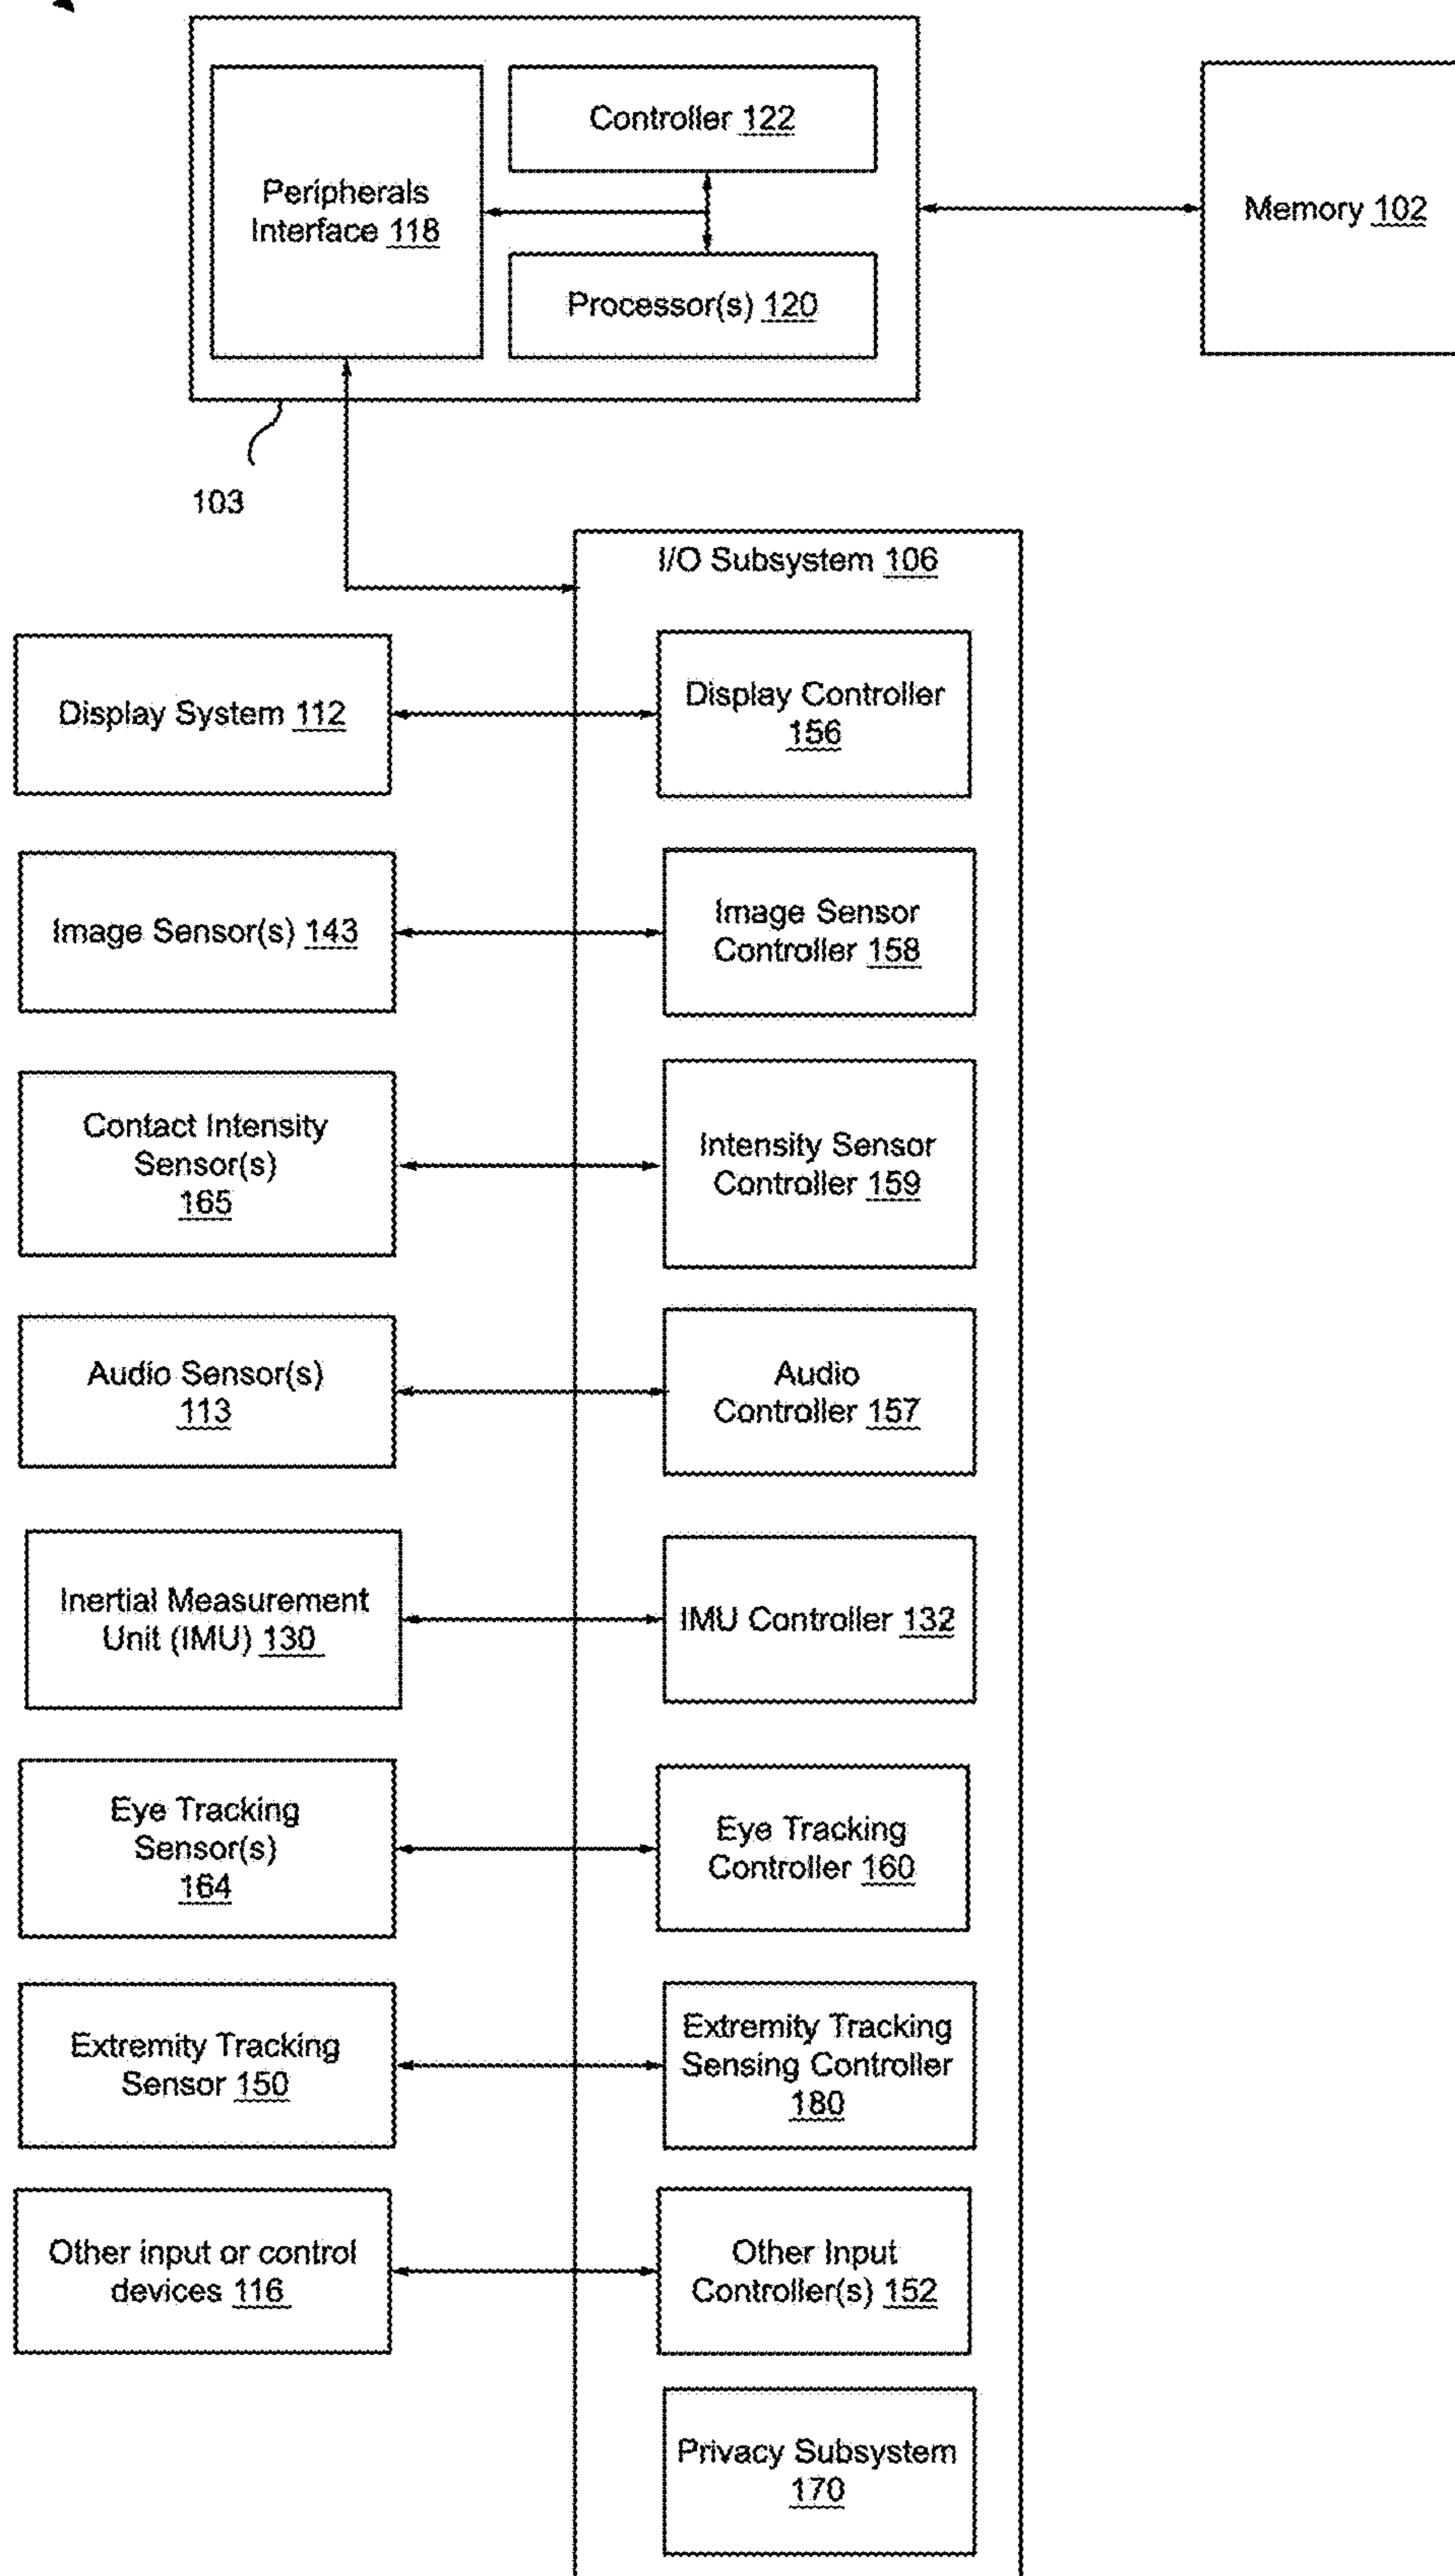 Controller 122
Peripherals
Interface 118
Memory 102
Processor(s) 120
103
I/O Subsystem 106
Display System 112
Display Controller
156
Image Sensor(s) 143
Image Sensor
Controller 158
Contact Intensity
Sensor(s)
165
Intensity Sensor
Controller 159
Audio Sensor(s)
113
Audio
Controller 157
Inertial Measurement
Unit (IMU) 130
IMU Controller 132
Eye Tracking
Sensor(s)
164
Eye Tracking
Controller 160
Extremity Tracking
Sensor 150
Extremity Tracking
Sensing Controller
180
Other input or control
devices 116
Other Input
Controller(s) 152
Privacy Subsystem
170